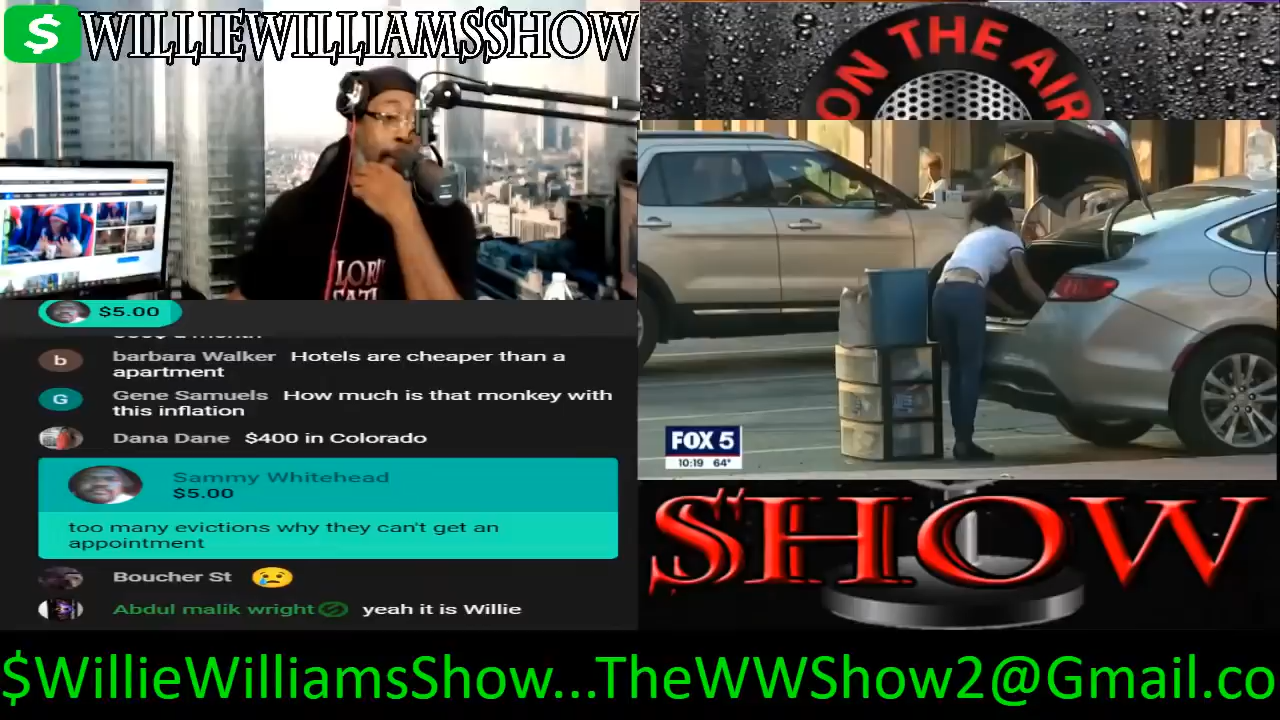 $ WILLIEWILLIAMSSHOW
ON THE AIR
$5.00
barbara Walker Hotels are cheaper than a
apartment
Gene Samuels How much is that monkey with
this inflation
Dana Dane $400 in Colorado
Sammy Whitehead
$5.00
too many evictions why they can't get an
appointment
Boucher St
Abdul malik wright yeah it is Willie
b
G
FOX 5
10:19 64°
$HOW
$WillieWilliamsShow...TheWWShow2@Gmail.co